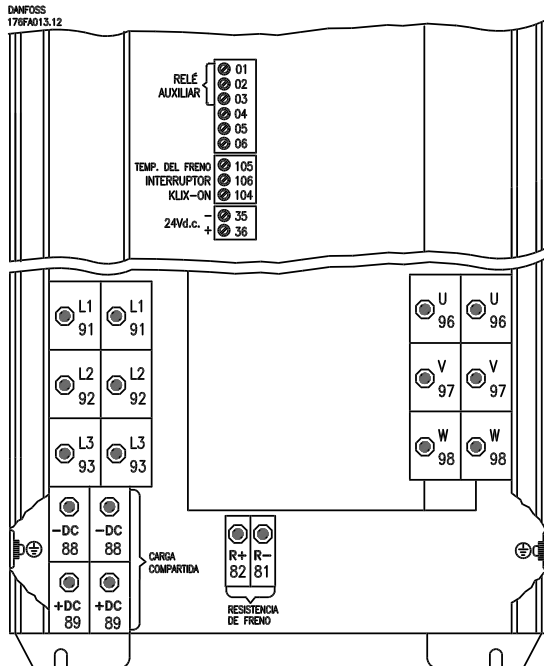 DANFOSS
176FA013.12
RELÉ
AUXILIAR
01
02
03
04
05
06
TEMP. DEL FRENO 105
INTERRUPTOR 106
KLIX-ON 104
24Vd.c.
− 35
+ 36
L1 91 L1 91
L2 92 L2 92
L3 93 L3 93
U 96 U 96
V 97 V 97
W 98 W 98
−DC 88 −DC 88
+DC 89 +DC 89
CARGA
COMPARTIDA
R+ 82 R− 81
RESISTENCIA
DE FRENO